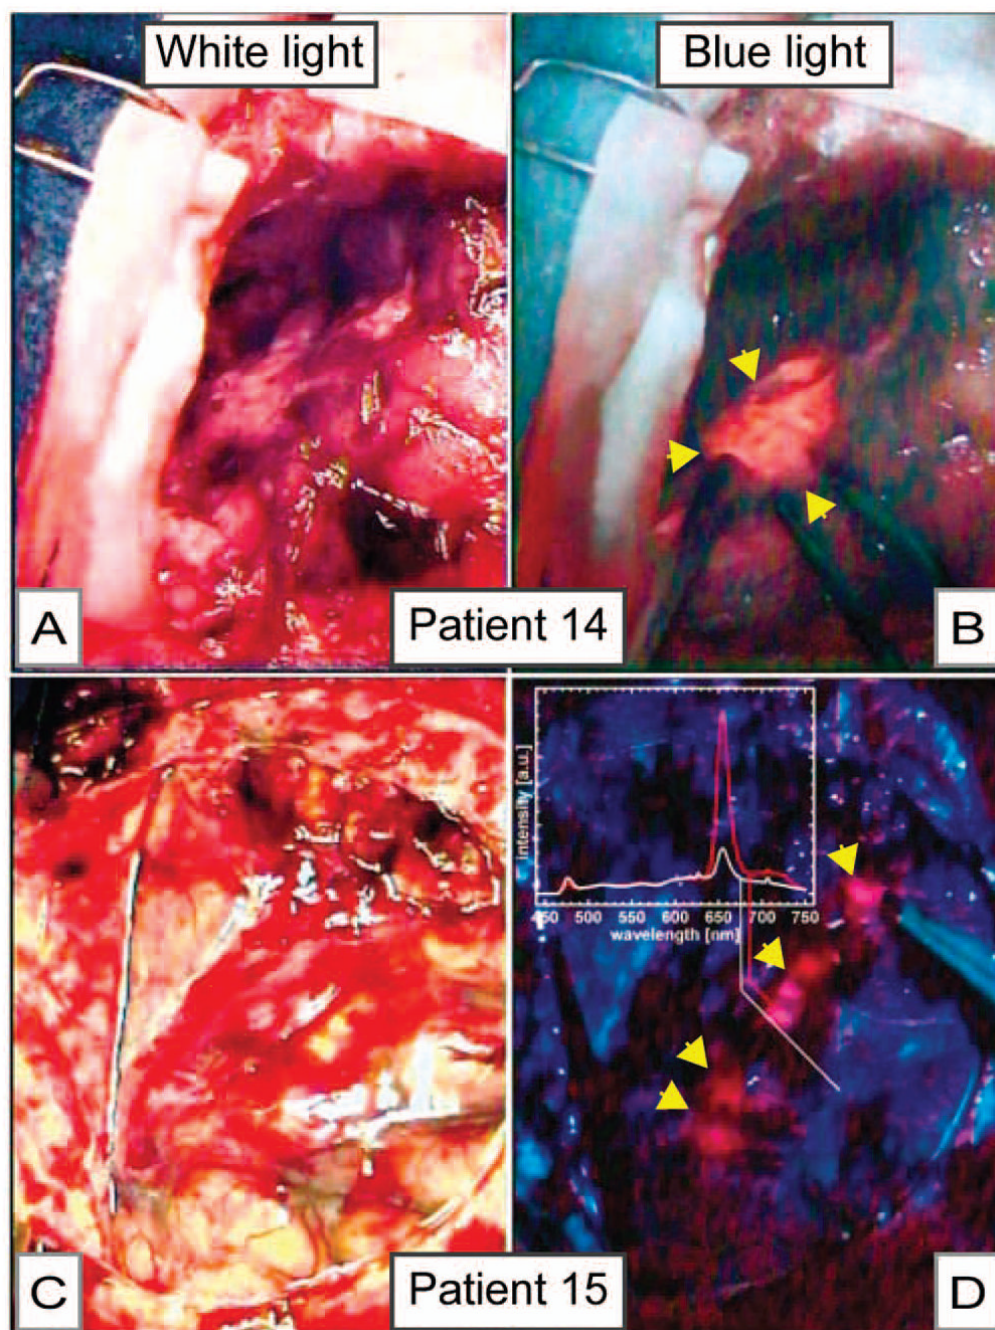 White light
Blue light
A
Patient 14
B
intensity [a.u.]
450 500 550 600 650 700 750
wavelength [nm]
C
Patient 15
D